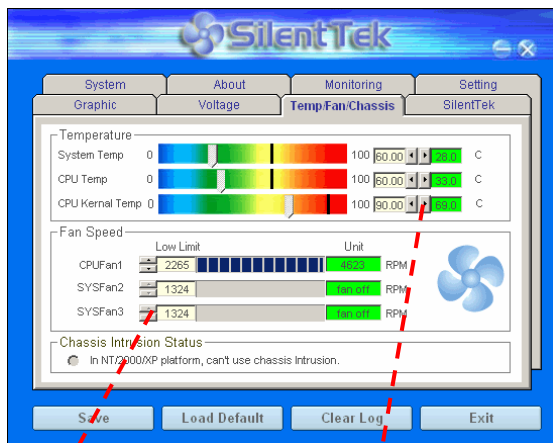 SilentTek
System About Monitoring Setting
Graphic Voltage Temp/Fan/Chassis SilentTek
Temperature
System Temp 0 100 60.00 28.0 C
CPU Temp 0 100 60.00 33.0 C
CPU Kernal Temp 0 100 90.00 69.0 C
Fan Speed
Low Limit Unit
CPUFan1 2265 4623 RPM
SYSFan2 1324 fan off RPM
SYSFan3 1324 fan off RPM
Chassis Intrusion Status
In NT/2000/XP platform, can't use chassis Intrusion.
Save Load Default Clear Log Exit